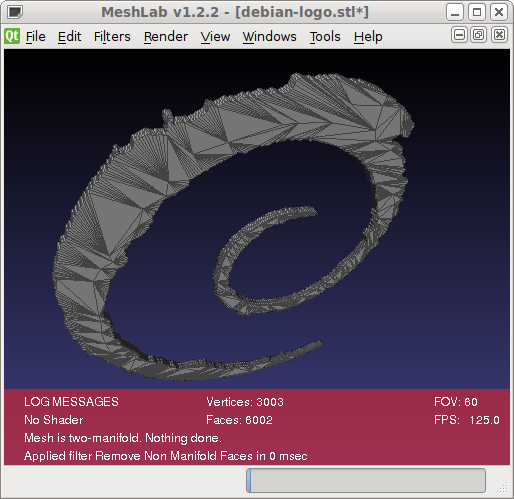 MeshLab v1.2.2 - [debian-logo.stl*]
Qt File Edit Filters Render View Windows Tools Help
LOG MESSAGES Vertices: 3003 FOV: 60
No Shader Faces: 6002 FPS: 125.0
Mesh is two-manifold. Nothing done.
Applied filter Remove Non Manifold Faces in 0 msec